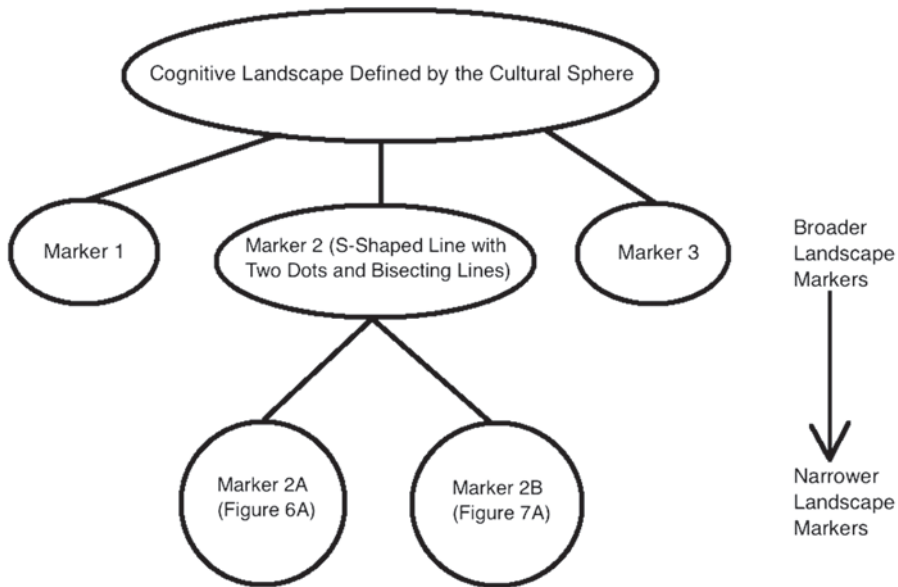 Cognitive Landscape Defined by the Cultural Sphere
Marker 1
Marker 2 (S-Shaped Line with
Two Dots and Bisecting Lines)
Marker 3
Broader
Landscape
Markers
Marker 2A
(Figure 6A)
Marker 2B
(Figure 7A)
Narrower
Landscape
Markers